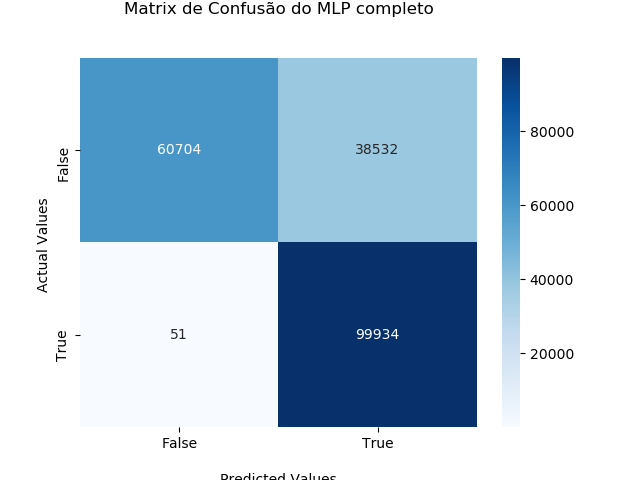 Matrix de Confusão do MLP completo
Actual Values
False
60704
38532
True
51
99934
False
True
Predicted Values
80000
60000
40000
20000